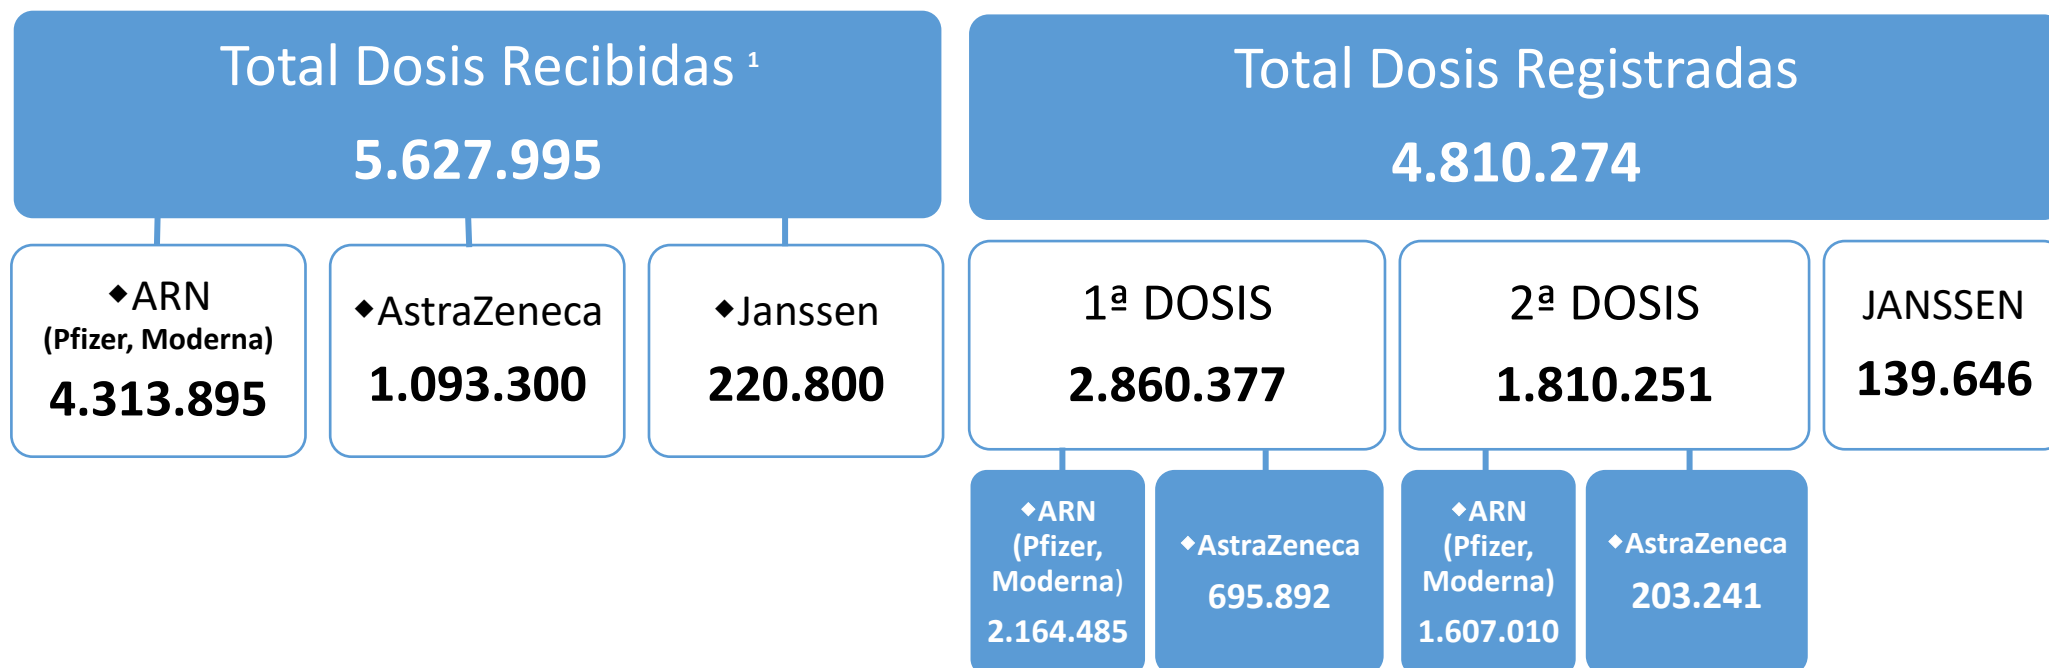 Total Dosis Recibidas ¹
5.627.995
◆ARN
(Pfizer, Moderna)
4.313.895
◆AstraZeneca
1.093.300
◆Janssen
220.800
Total Dosis Registradas
4.810.274
1ª DOSIS
2.860.377
2ª DOSIS
1.810.251
JANSSEN
139.646
◆ARN
(Pfizer,
Moderna)
2.164.485
◆AstraZeneca
695.892
◆ARN
(Pfizer,
Moderna)
1.607.010
◆AstraZeneca
203.241